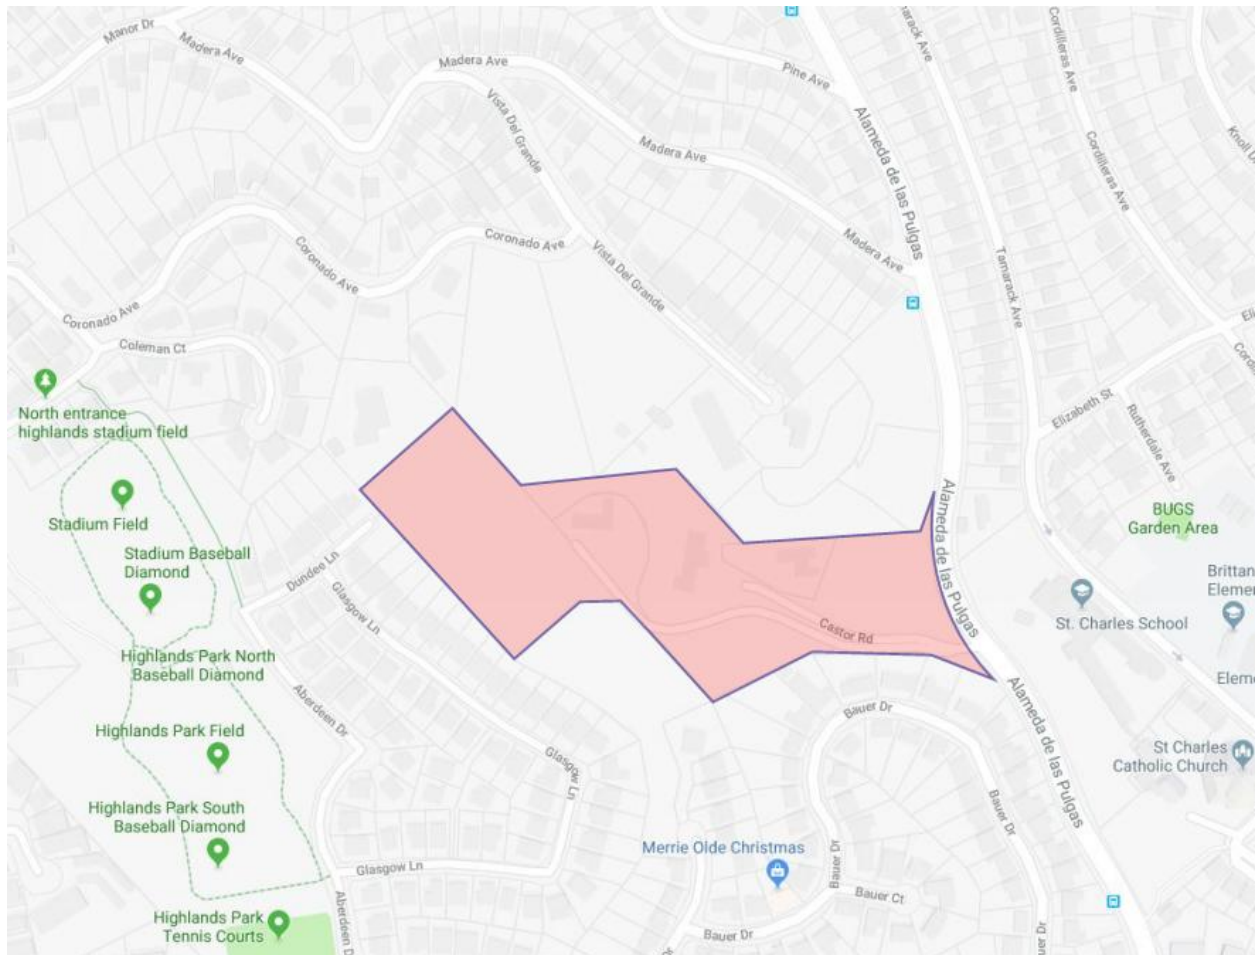 Manor Dr
Madera Ave
Madera Ave
Pine Ave
Tamarack Ave
Cordilleras Ave
Vista Del Grande
Alameda de las Pulgas
Madera Ave
Cordilleras Ave
Coronado Ave
Coronado Ave
Vista Del Grande
Madera Ave
Tamarack Ave
Coronado Ave
Coleman Ct
North entrance
highlands stadium field
Elizabeth St
Rutherdale Ave
Stadium Field
Alameda de las Pulgas
BUGS
Garden Area
Stadium Baseball
Diamond
Dundee Ln
Glasgow Ln
Castor Rd
St. Charles School
Brittan
Elemen
Highlands Park North
Baseball Diamond
Elem
Aberdeen Dr
Bauer Dr
Alameda de las Pulgas
Highlands Park Field
Glasgow Ln
St Charles
Catholic Church
Highlands Park South
Baseball Diamond
Bauer Dr
Merrie Olde Christmas
Bauer Dr
Glasgow Ln
Bauer Ct
Highlands Park
Tennis Courts
Aberdeen D
Bauer Dr